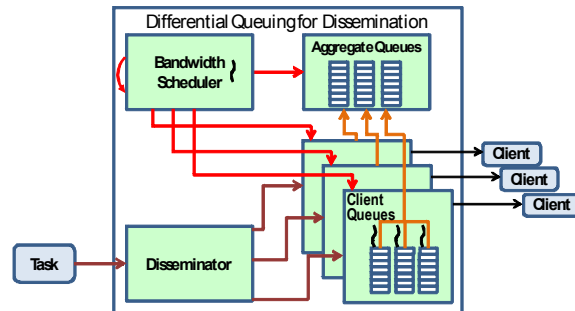 Differential Queuing for Dissemination
Bandwidth
Scheduler
Aggregate Queues
Client
Client
Client
Client
Queues
Task
Disseminator